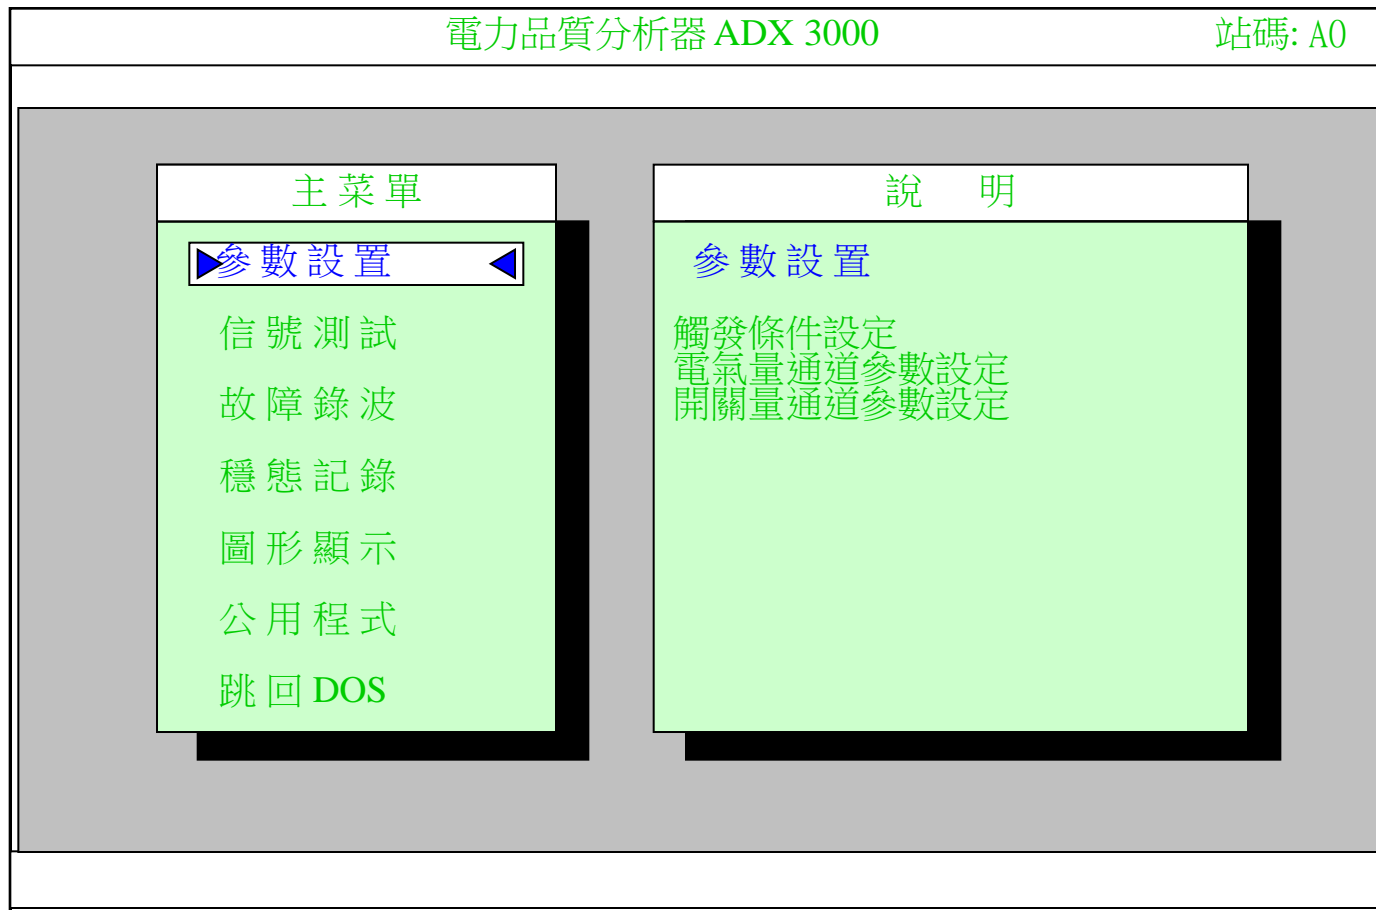 電力品質分析器 ADX 3000 站碼: A0
主菜單
參數設置
信號測試
故障錄波
穩態記錄
圖形顯示
公用程式
跳回 DOS
說 明
參數設置
觸發條件設定
電氣量通道參數設定
開關量通道參數設定